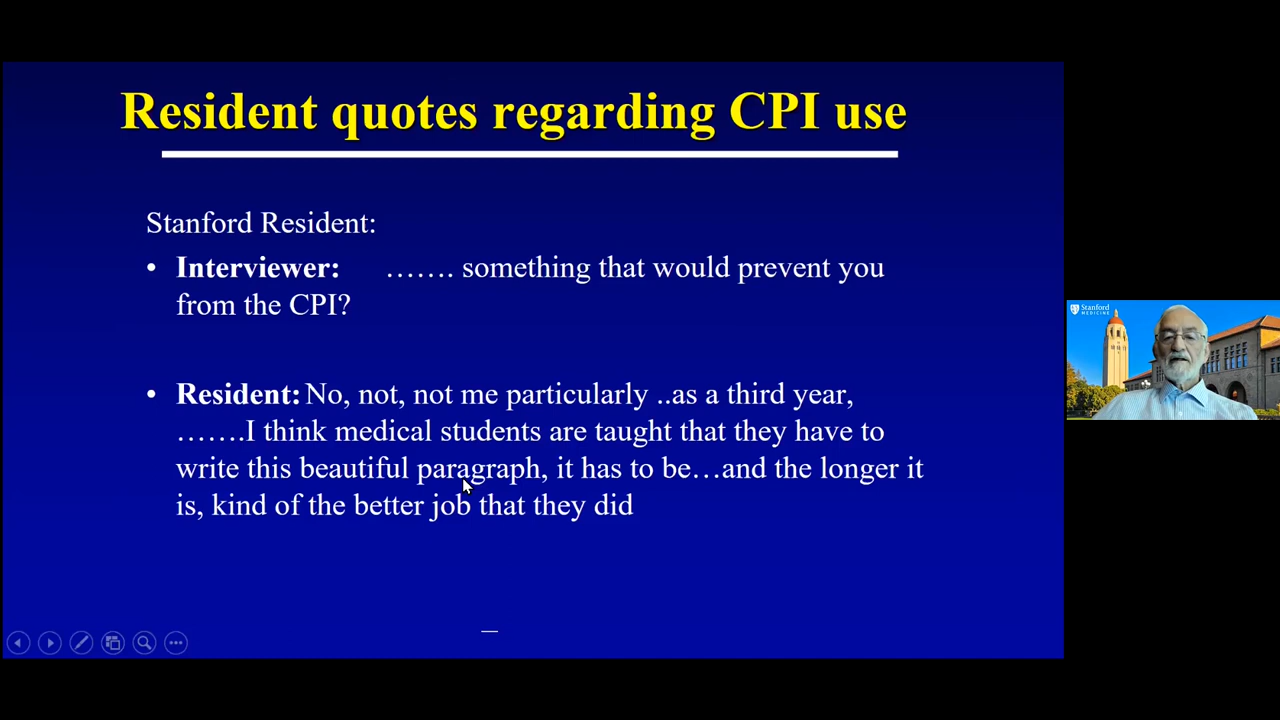 Resident quotes regarding CPI use
Stanford Resident:
• Interviewer: ……. something that would prevent you
from the CPI?
• Resident: No, not, not me particularly ..as a third year,
…….I think medical students are taught that they have to
write this beautiful paragraph, it has to be…and the longer it
is, kind of the better job that they did
Stanford
MEDICINE